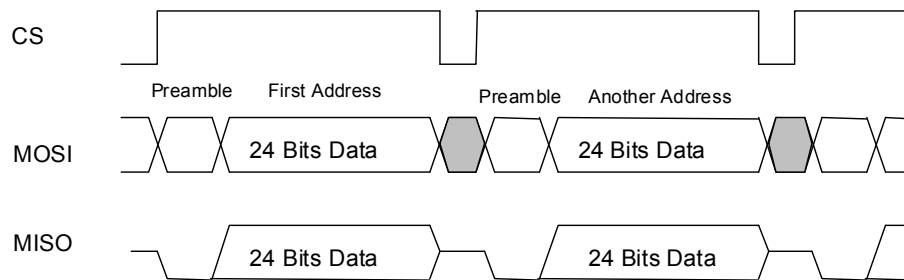 CS
Preamble First Address Preamble Another Address
MOSI 24 Bits Data 24 Bits Data
MISO 24 Bits Data 24 Bits Data